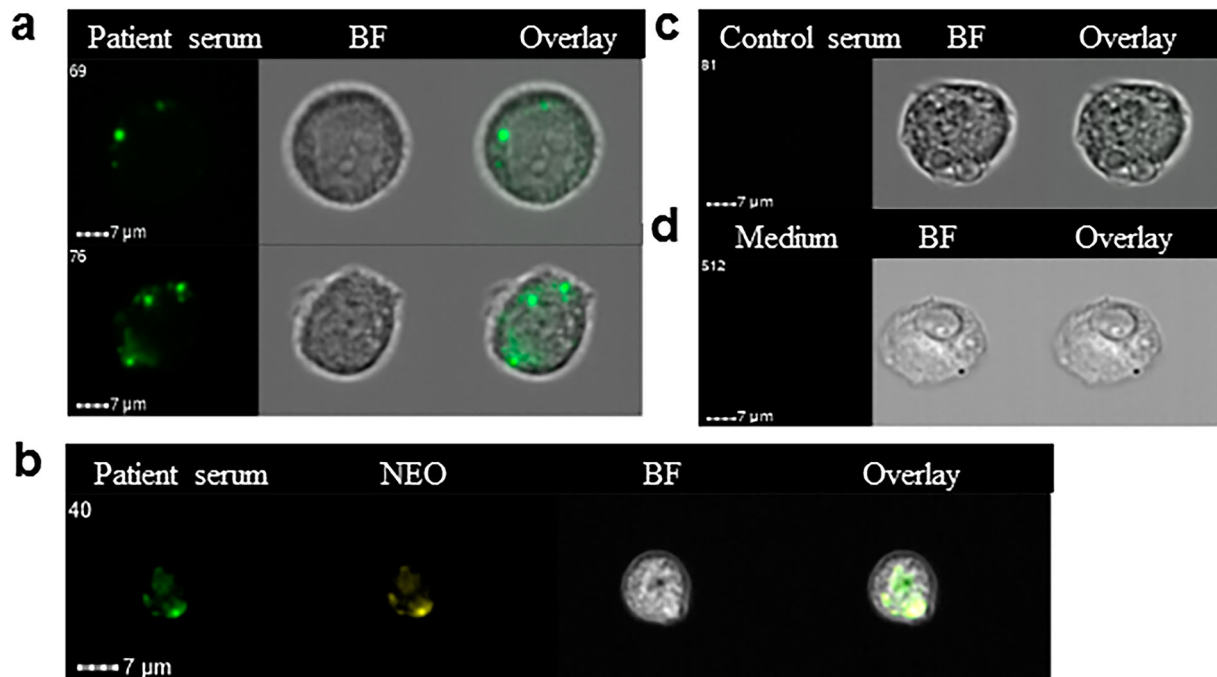 a
Patient serum BF Overlay
69
7 µm
76
7 µm
c
Control serum BF Overlay
81
7 µm
d
Medium BF Overlay
512
7 µm
b
Patient serum NEO BF Overlay
40
7 µm